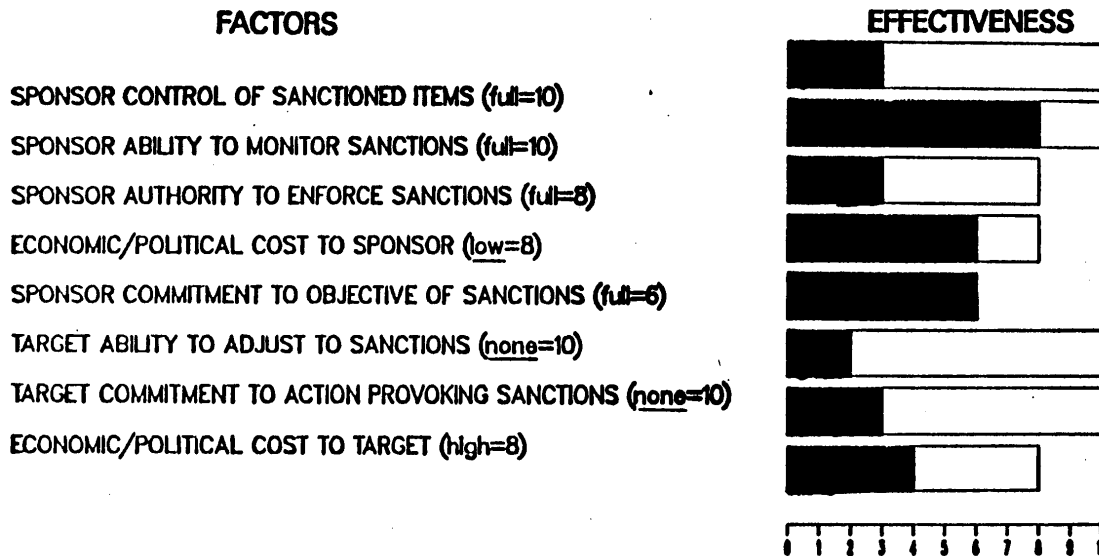 FACTORS EFFECTIVENESS
SPONSOR CONTROL OF SANCTIONED ITEMS (full=10)
SPONSOR ABILITY TO MONITOR SANCTIONS (full=10)
SPONSOR AUTHORITY TO ENFORCE SANCTIONS (full=8)
ECONOMIC/POLITICAL COST TO SPONSOR (low=8)
SPONSOR COMMITMENT TO OBJECTIVE OF SANCTIONS (full=6)
TARGET ABILITY TO ADJUST TO SANCTIONS (none=10)
TARGET COMMITMENT TO ACTION PROVOKING SANCTIONS (none=10)
ECONOMIC/POLITICAL COST TO TARGET (high=8)
0 1 2 3 4 5 6 7 8 9